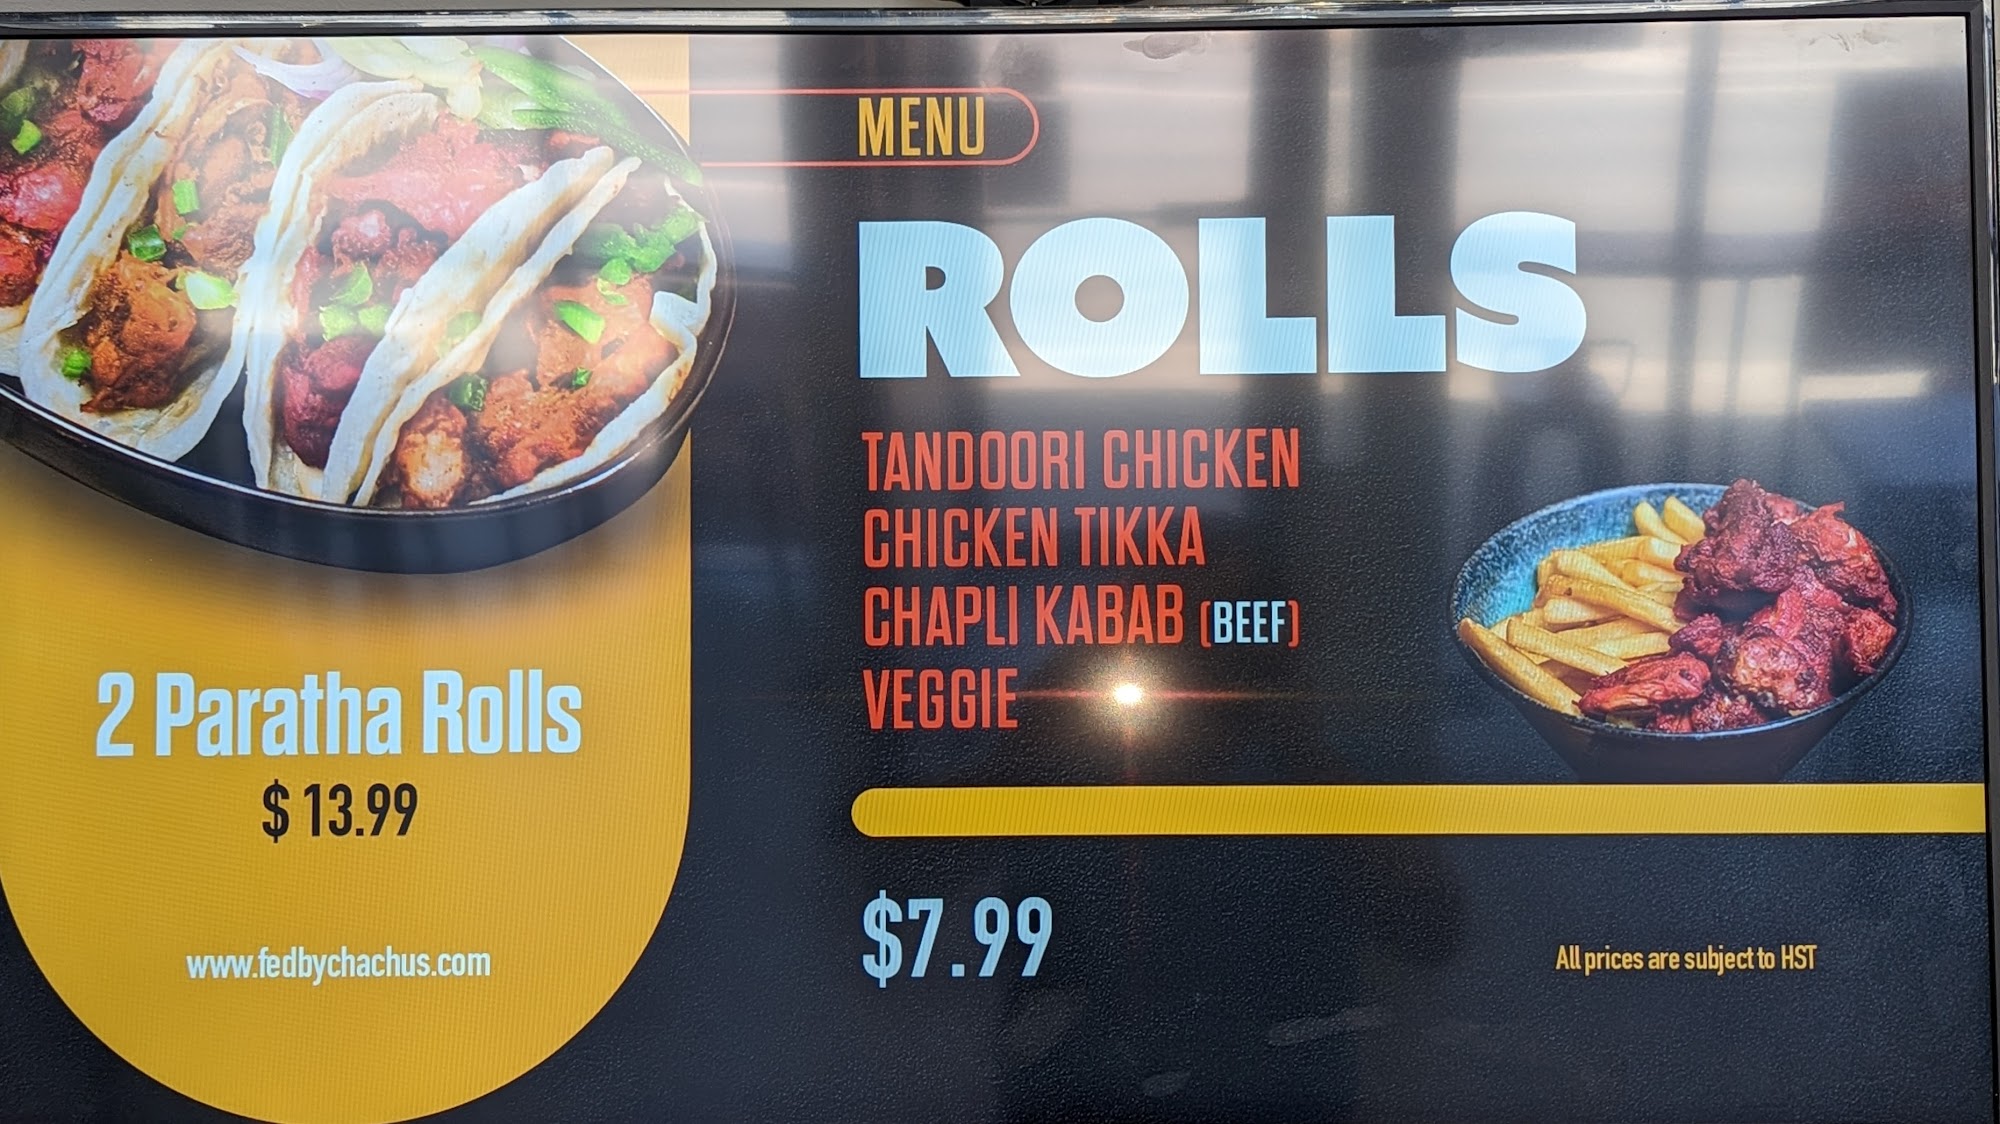 MENU
ROLLS
TANDOORI CHICKEN
CHICKEN TIKKA
CHAPLI KABAB (BEEF)
VEGGIE
$7.99
All prices are subject to HST
2 Paratha Rolls
$ 13.99
www.fedbychachus.com